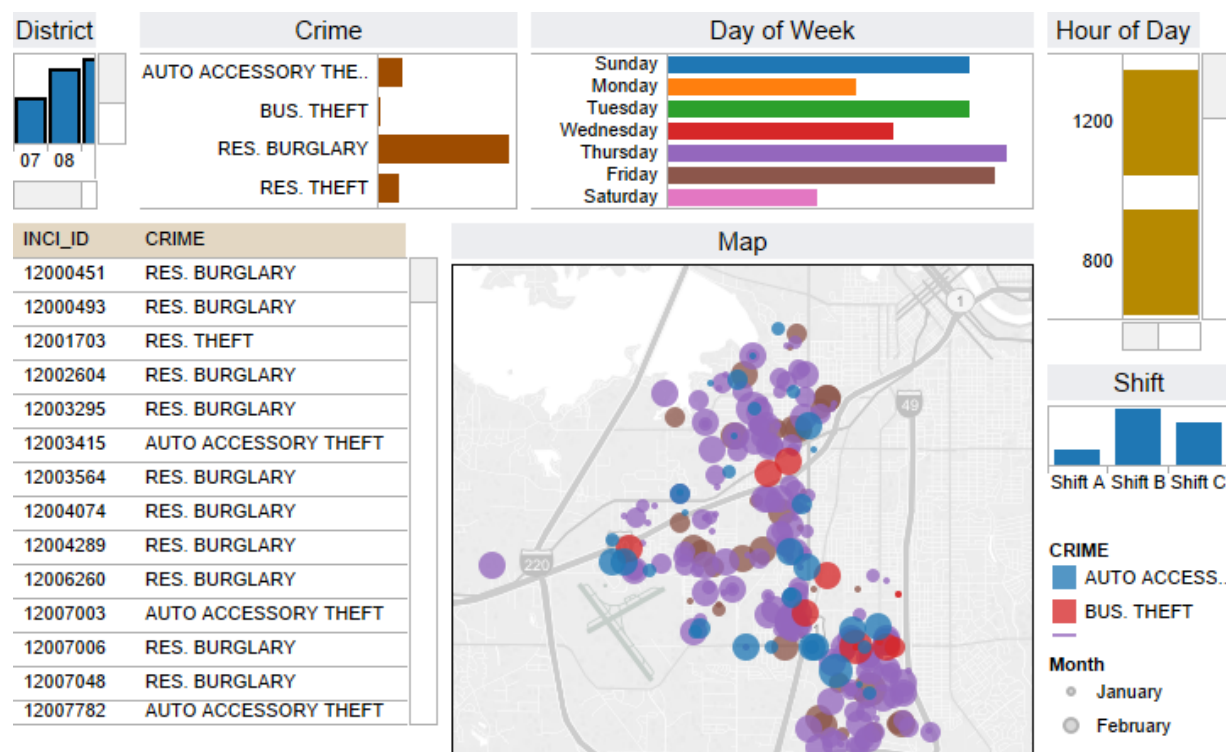 District
07 08
Crime
AUTO ACCESSORY THE..
BUS. THEFT
RES. BURGLARY
RES. THEFT
Day of Week
Sunday
Monday
Tuesday
Wednesday
Thursday
Friday
Saturday
Hour of Day
1200
800
INCI_ID CRIME
12000451 RES. BURGLARY
12000493 RES. BURGLARY
12001703 RES. THEFT
12002604 RES. BURGLARY
12003295 RES. BURGLARY
12003415 AUTO ACCESSORY THEFT
12003564 RES. BURGLARY
12004074 RES. BURGLARY
12004289 RES. BURGLARY
12006260 RES. BURGLARY
12007003 AUTO ACCESSORY THEFT
12007006 RES. BURGLARY
12007048 RES. BURGLARY
12007782 AUTO ACCESSORY THEFT
Map
1
49
220
1
Shift
Shift A Shift B Shift C
CRIME
AUTO ACCESS..
BUS. THEFT
Month
January
February